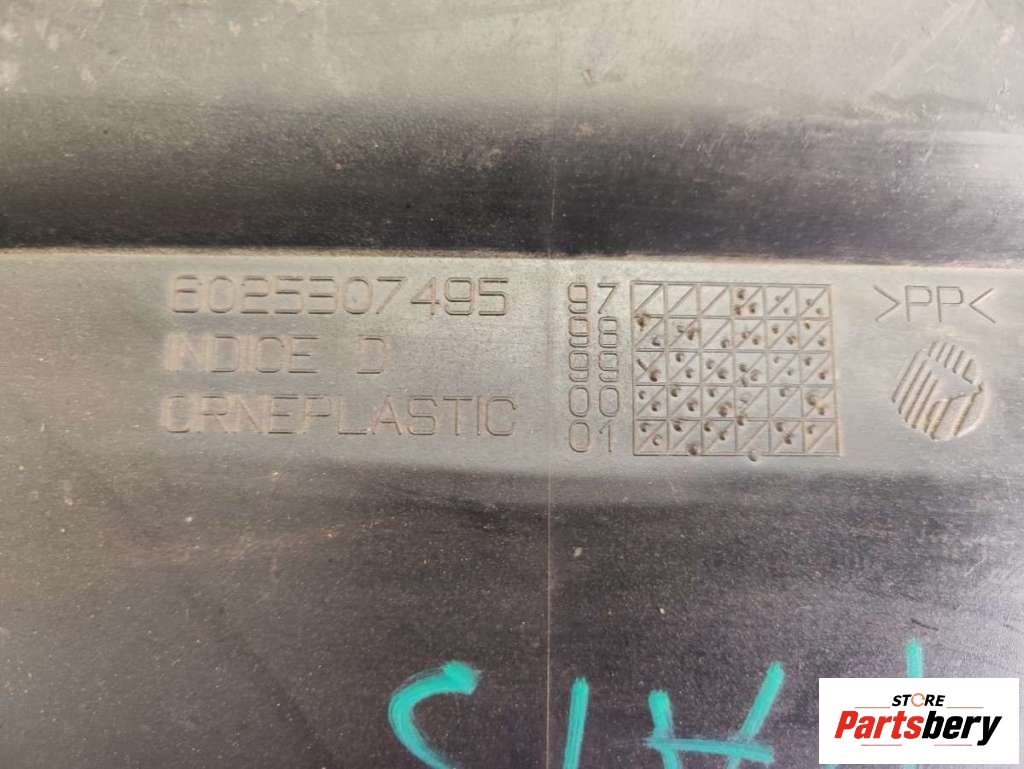 6025307495
INDICE D
ORNEPLASTIC
97
98
99
00
01
>PP<
STORE
Partsbery